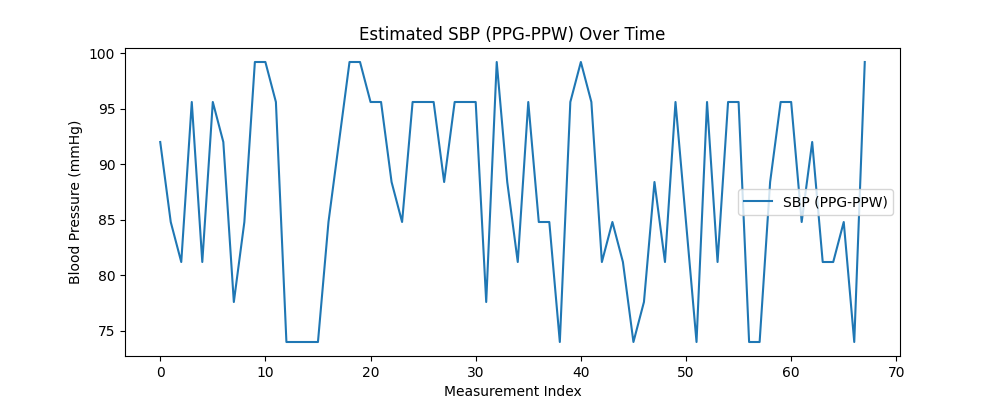 Estimated SBP (PPG-PPW) Over Time
Blood Pressure (mmHg)
100
95
90
85
80
75
SBP (PPG-PPW)
0 10 20 30 40 50 60 70
Measurement Index